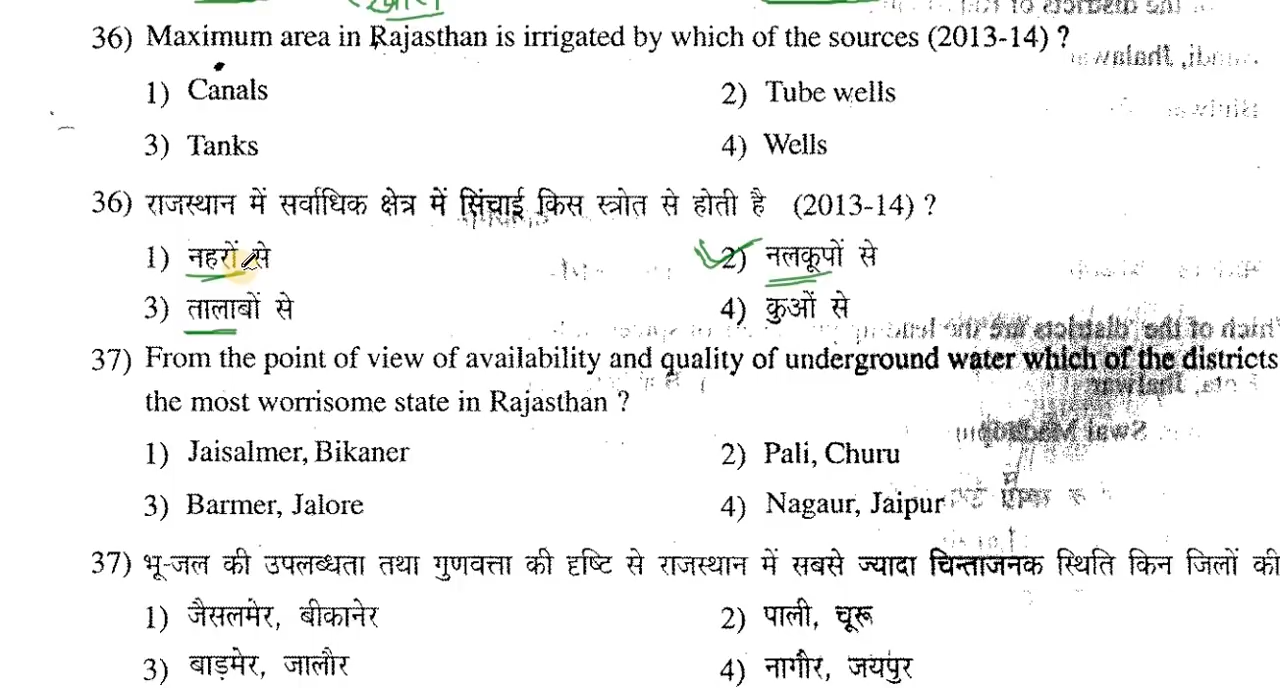 36) Maximum area in Rajasthan is irrigated by which of the sources (2013-14) ?
1) Canals 2) Tube wells
3) Tanks 4) Wells
36) राजस्थान में सर्वाधिक क्षेत्र में सिंचाई किस स्त्रोत से होती है (2013-14) ?
1) नहरों से 2) नलकूपों से
3) तालाबों से 4) कुओं से
37) From the point of view of availability and quality of underground water which of the districts
the most worrisome state in Rajasthan ?
1) Jaisalmer, Bikaner 2) Pali, Churu
3) Barmer, Jalore 4) Nagaur, Jaipur
37) भू-जल की उपलब्धता तथा गुणवत्ता की दृष्टि से राजस्थान में सबसे ज्यादा चिन्ताजनक स्थिति किन जिलों की
1) जैसलमेर, बीकानेर 2) पाली, चूरू
3) बाड़मेर, जालौर 4) नागौर, जयपुर